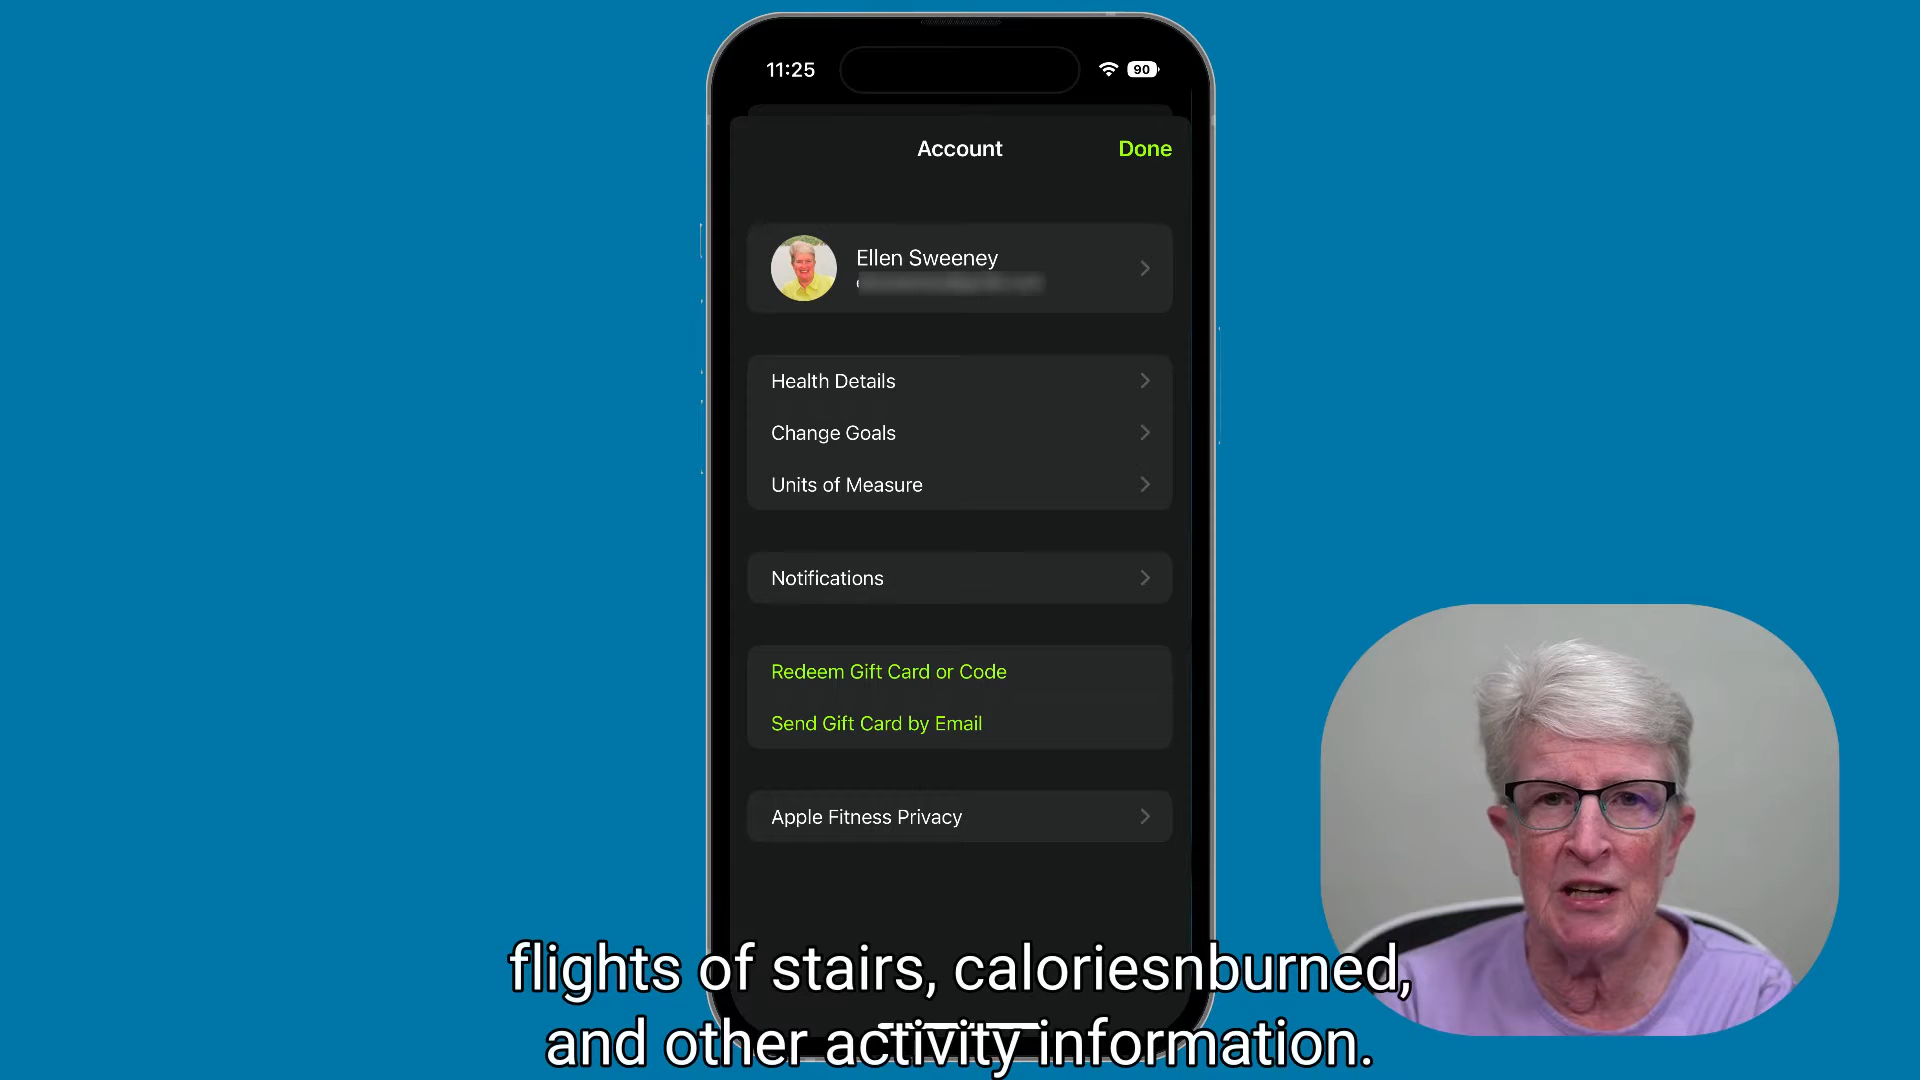 11:25
90
Account
Done
Ellen Sweeney
Health Details
Change Goals
Units of Measure
Notifications
Redeem Gift Card or Code
Send Gift Card by Email
Apple Fitness Privacy
flights of stairs, caloriesnburned,
and other activity information.